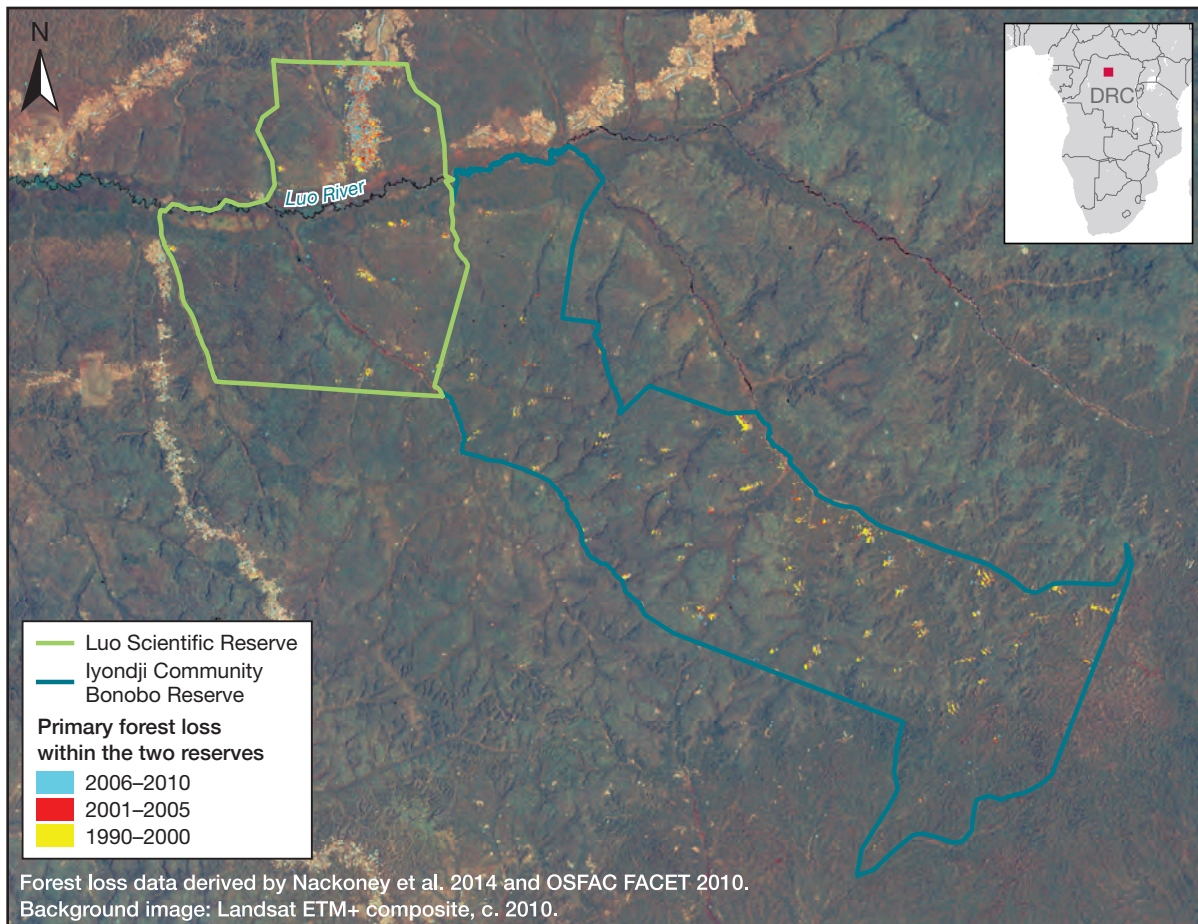 N
DRC
Luo River
Luo Scientific Reserve
Iyondji Community
Bonobo Reserve
Primary forest loss
within the two reserves
2006–2010
2001–2005
1990–2000
Forest loss data derived by Nackoney et al. 2014 and OSFAC FACET 2010.
Background image: Landsat ETM+ composite, c. 2010.